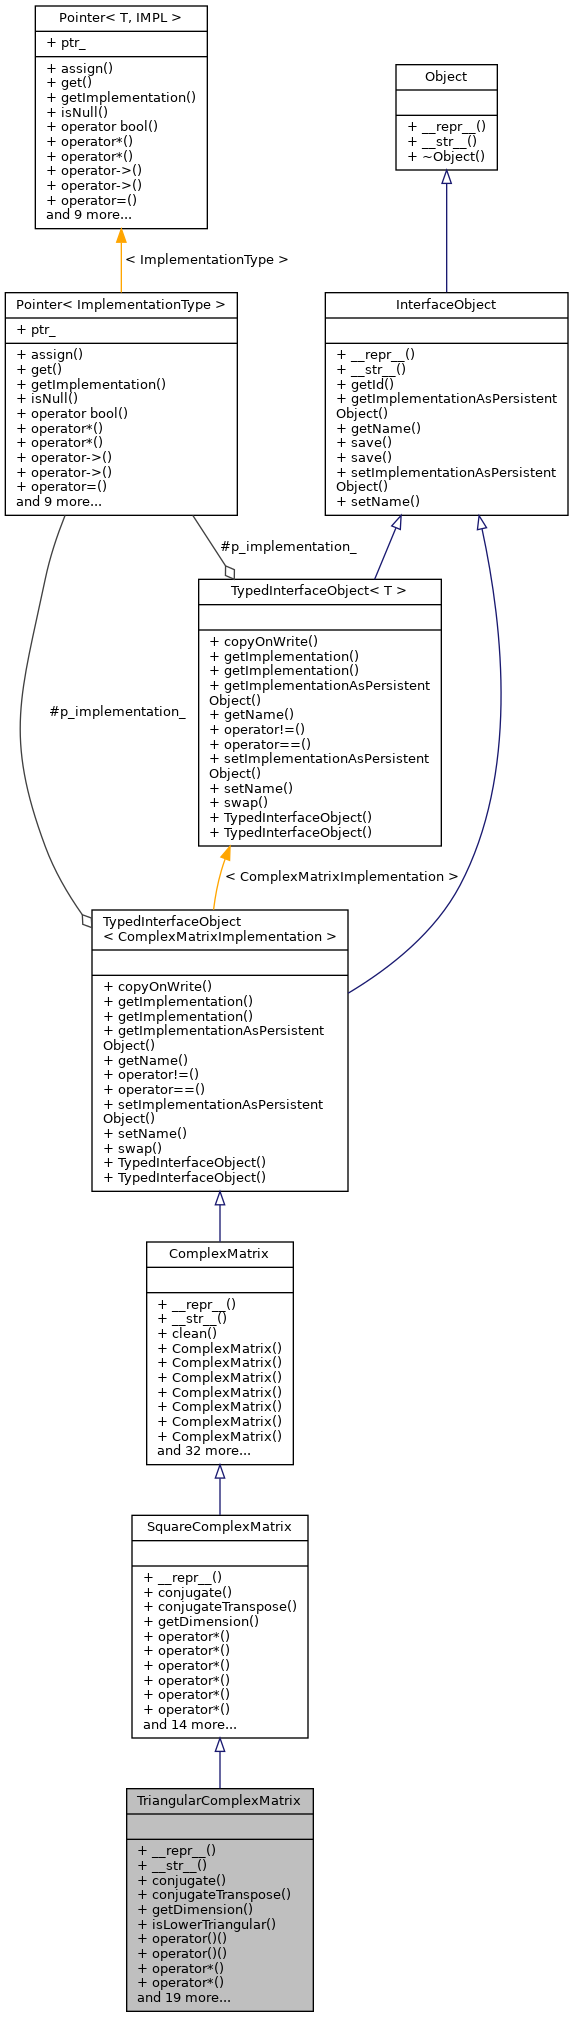 Pointer< T, IMPL >
+ ptr_
+ assign()
+ get()
+ getImplementation()
+ isNull()
+ operator bool()
+ operator*()
+ operator*()
+ operator->()
+ operator->()
+ operator=()
and 9 more...
Object
+ __repr__()
+ __str__()
+ ~Object()
< ImplementationType >
Pointer< ImplementationType >
+ ptr_
+ assign()
+ get()
+ getImplementation()
+ isNull()
+ operator bool()
+ operator*()
+ operator*()
+ operator->()
+ operator->()
+ operator=()
and 9 more...
InterfaceObject
+ __repr__()
+ __str__()
+ getId()
+ getImplementationAsPersistent
Object()
+ getName()
+ save()
+ save()
+ setImplementationAsPersistent
Object()
+ setName()
#p_implementation_
TypedInterfaceObject< T >
+ copyOnWrite()
+ getImplementation()
+ getImplementation()
+ getImplementationAsPersistent
Object()
+ getName()
+ operator!=()
+ operator==()
+ setImplementationAsPersistent
Object()
+ setName()
+ swap()
+ TypedInterfaceObject()
+ TypedInterfaceObject()
#p_implementation_
< ComplexMatrixImplementation >
TypedInterfaceObject
< ComplexMatrixImplementation >
+ copyOnWrite()
+ getImplementation()
+ getImplementation()
+ getImplementationAsPersistent
Object()
+ getName()
+ operator!=()
+ operator==()
+ setImplementationAsPersistent
Object()
+ setName()
+ swap()
+ TypedInterfaceObject()
+ TypedInterfaceObject()
ComplexMatrix
+ __repr__()
+ __str__()
+ clean()
+ ComplexMatrix()
+ ComplexMatrix()
+ ComplexMatrix()
+ ComplexMatrix()
+ ComplexMatrix()
+ ComplexMatrix()
+ ComplexMatrix()
and 32 more...
SquareComplexMatrix
+ __repr__()
+ conjugate()
+ conjugateTranspose()
+ getDimension()
+ operator*()
+ operator*()
+ operator*()
+ operator*()
+ operator*()
+ operator*()
and 14 more...
TriangularComplexMatrix
+ __repr__()
+ __str__()
+ conjugate()
+ conjugateTranspose()
+ getDimension()
+ isLowerTriangular()
+ operator()()
+ operator()()
+ operator*()
+ operator*()
and 19 more...